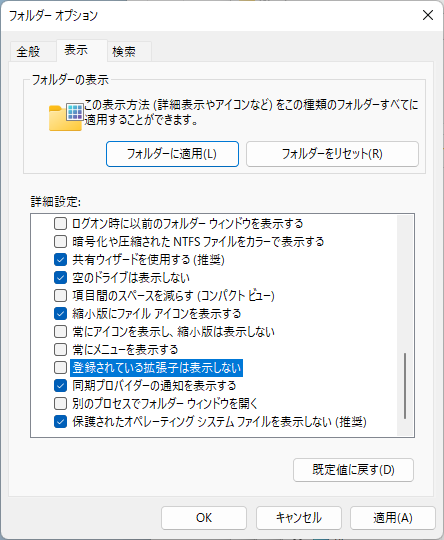 フォルダー オプション
全般
表示
検索
フォルダーの表示
この表示方法 (詳細表示やアイコンなど) をこの種類のフォルダーすべてに
適用することができます。
フォルダーに適用(L)
フォルダーをリセット(R)
詳細設定:
ログオン時に以前のフォルダー ウィンドウを表示する
暗号化や圧縮された NTFS ファイルをカラーで表示する
共有ウィザードを使用する (推奨)
空のドライブは表示しない
項目間のスペースを減らす (コンパクト ビュー)
縮小版にファイル アイコンを表示する
常にアイコンを表示し、縮小版は表示しない
常にメニューを表示する
登録されている拡張子は表示しない
同期プロバイダーの通知を表示する
別のプロセスでフォルダー ウィンドウを開く
保護されたオペレーティング システム ファイルを表示しない (推奨)
既定値に戻す(D)
OK
キャンセル
適用(A)